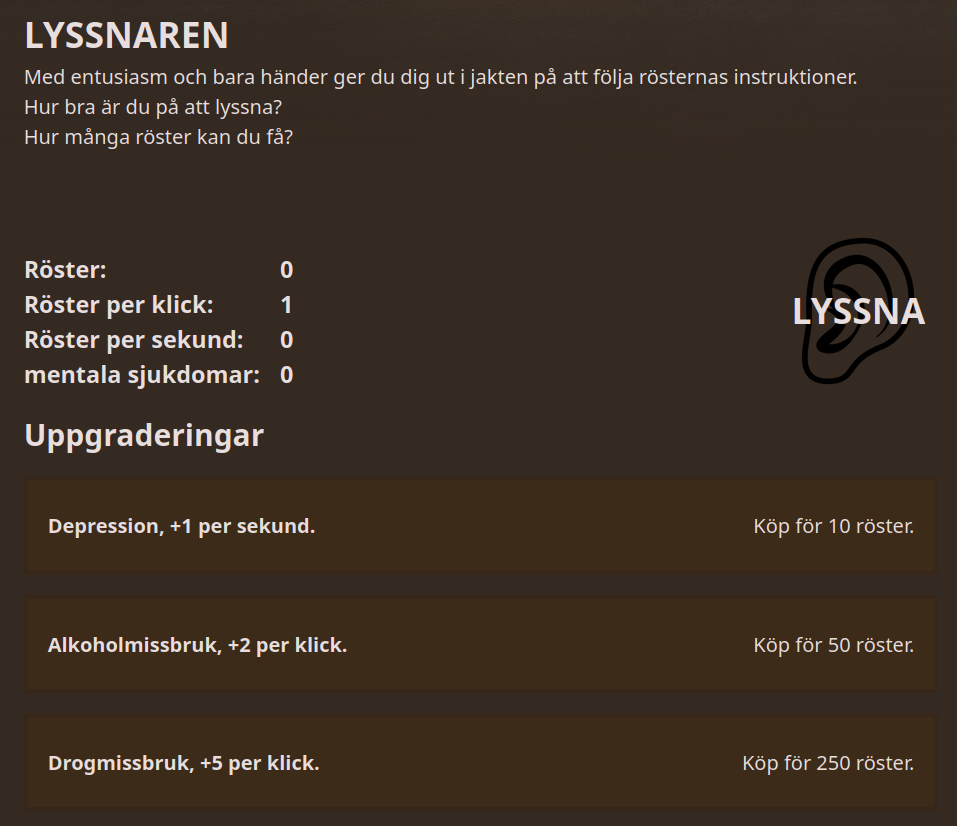 LYSSNAREN
Med entusiasm och bara händer ger du dig ut i jakten på att följa rösternas instruktioner.
Hur bra är du på att lyssna?
Hur många röster kan du få?
Röster: 0
Röster per klick: 1
Röster per sekund: 0
mentala sjukdomar: 0
LYSSNA
Uppgraderingar
Depression, +1 per sekund. Köp för 10 röster.
Alkoholmissbruk, +2 per klick. Köp för 50 röster.
Drogmissbruk, +5 per klick. Köp för 250 röster.